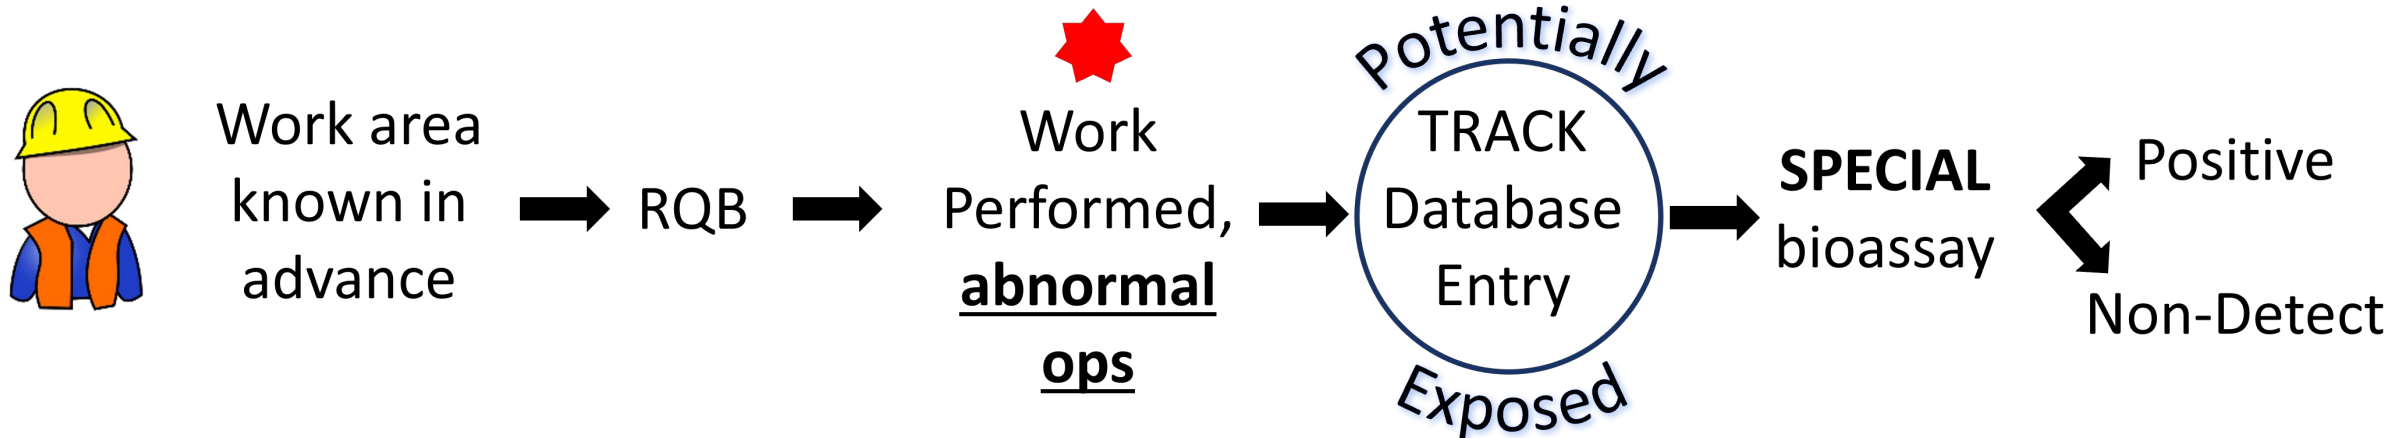 Work area
known in
advance
RQB
Work
Performed,
abnormal
ops
Potentially
TRACK
Database
Entry
Exposed
SPECIAL
bioassay
Positive
Non-Detect